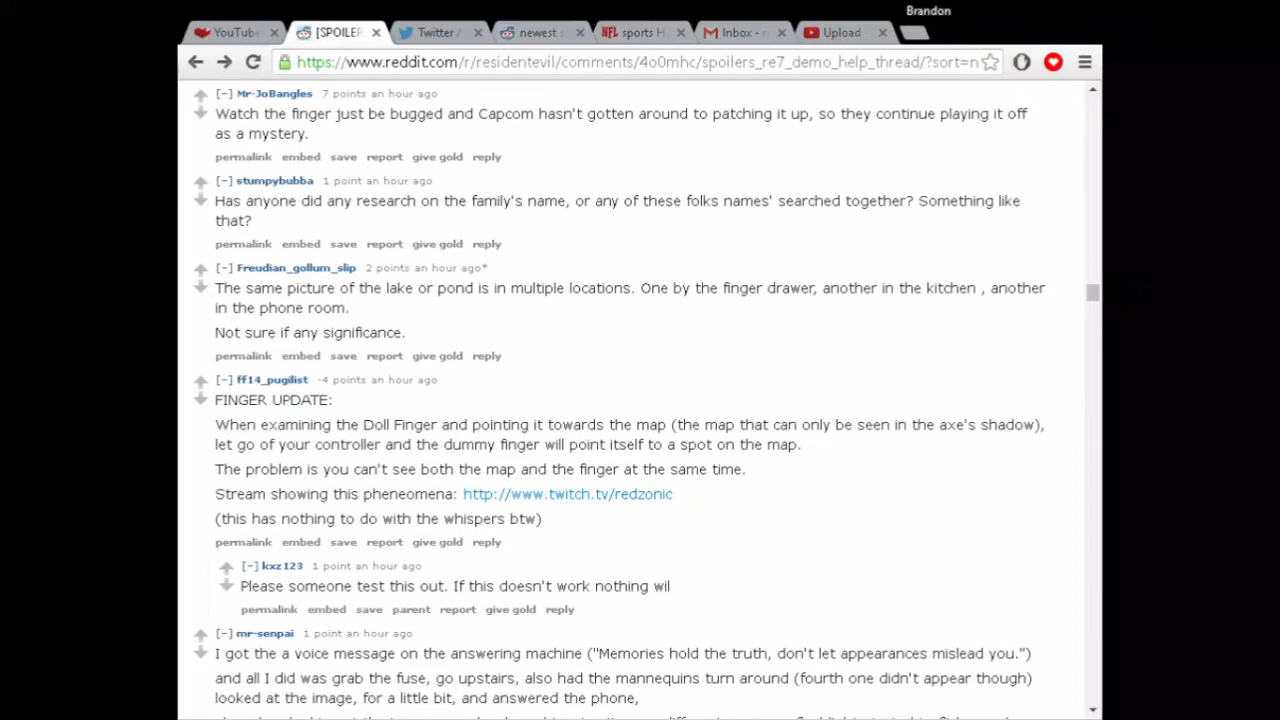 Brandon
YouTube
[SPOILER
Twitter /
newest s
NFL sports H
Inbox - n
Upload
https://www.reddit.com/r/residentevil/comments/4o0mhc/spoilers_re7_demo_help_thread/?sort=n
[-] Mr-JoBangles 7 points an hour ago
Watch the finger just be bugged and Capcom hasn't gotten around to patching it up, so they continue playing it off
as a mystery.
permalink embed save report give gold reply
[-] stumpybubba 1 point an hour ago
Has anyone did any research on the family's name, or any of these folks names' searched together? Something like
that?
permalink embed save report give gold reply
[-] Freudian_gollum_slip 2 points an hour ago*
The same picture of the lake or pond is in multiple locations. One by the finger drawer, another in the kitchen , another
in the phone room.
Not sure if any significance.
permalink embed save report give gold reply
[-] ff14_pugilist -4 points an hour ago
FINGER UPDATE:
When examining the Doll Finger and pointing it towards the map (the map that can only be seen in the axe's shadow),
let go of your controller and the dummy finger will point itself to a spot on the map.
The problem is you can't see both the map and the finger at the same time.
Stream showing this pheneomena: http://www.twitch.tv/redzonic
(this has nothing to do with the whispers btw)
permalink embed save report give gold reply
[-] kxz123 1 point an hour ago
Please someone test this out. If this doesn't work nothing wil
permalink embed save parent report give gold reply
[-] mr-senpai 1 point an hour ago
I got the a voice message on the answering machine ("Memories hold the truth, don't let appearances mislead you.")
and all I did was grab the fuse, go upstairs, also had the mannequins turn around (fourth one didn't appear though)
looked at the image, for a little bit, and answered the phone,